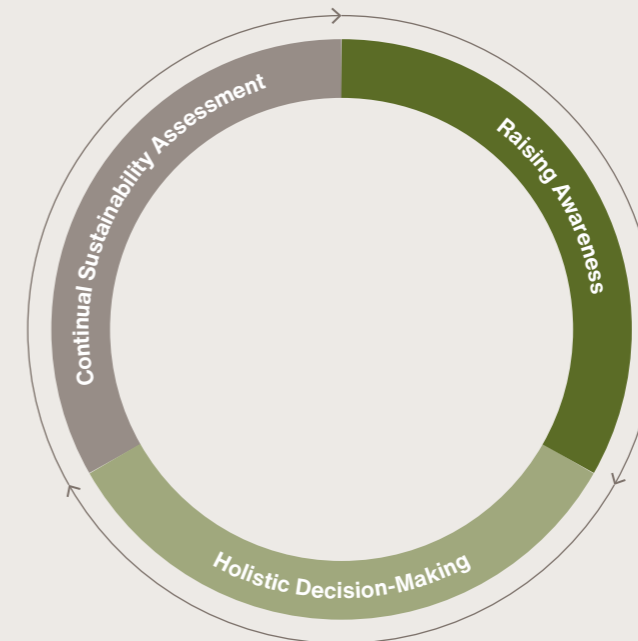 Raising Awareness
Holistic Decision-Making
Continual Sustainability Assessment